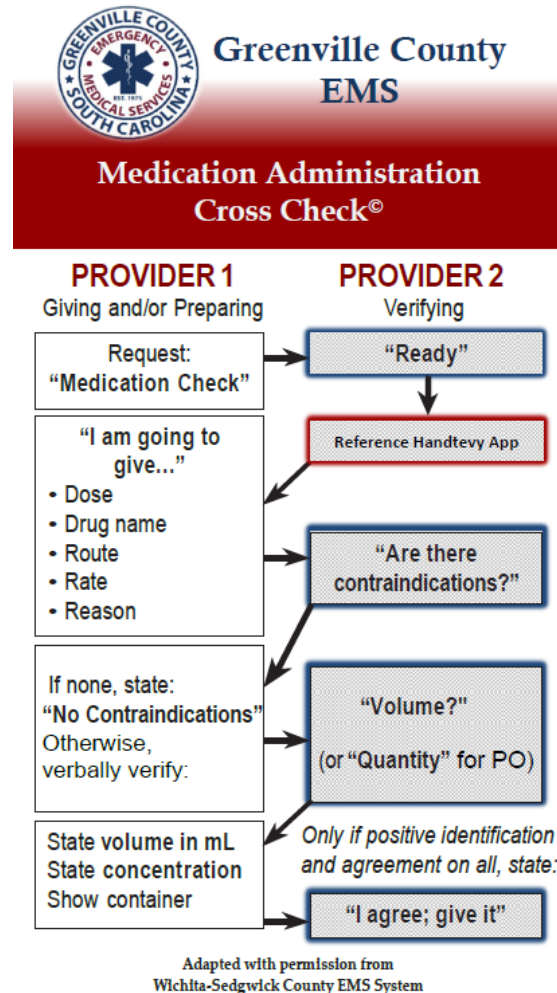 GREENVILLE COUNTY
EMERGENCY
MEDICAL SERVICES
EST. 1975
SOUTH CAROLINA
Greenville County
EMS
Medication Administration
Cross Check©
PROVIDER 1
Giving and/or Preparing
PROVIDER 2
Verifying
Request:
“Medication Check”
“Ready”
Reference Handtevy App
“I am going to
give...”
• Dose
• Drug name
• Route
• Rate
• Reason
“Are there
contraindications?”
If none, state:
“No Contraindications”
Otherwise,
verbally verify:
“Volume?"
(or “Quantity” for PO)
State volume in mL
State concentration
Show container
Only if positive identification
and agreement on all, state:
“I agree; give it”
Adapted with permission from
Wichita-Sedgwick County EMS System